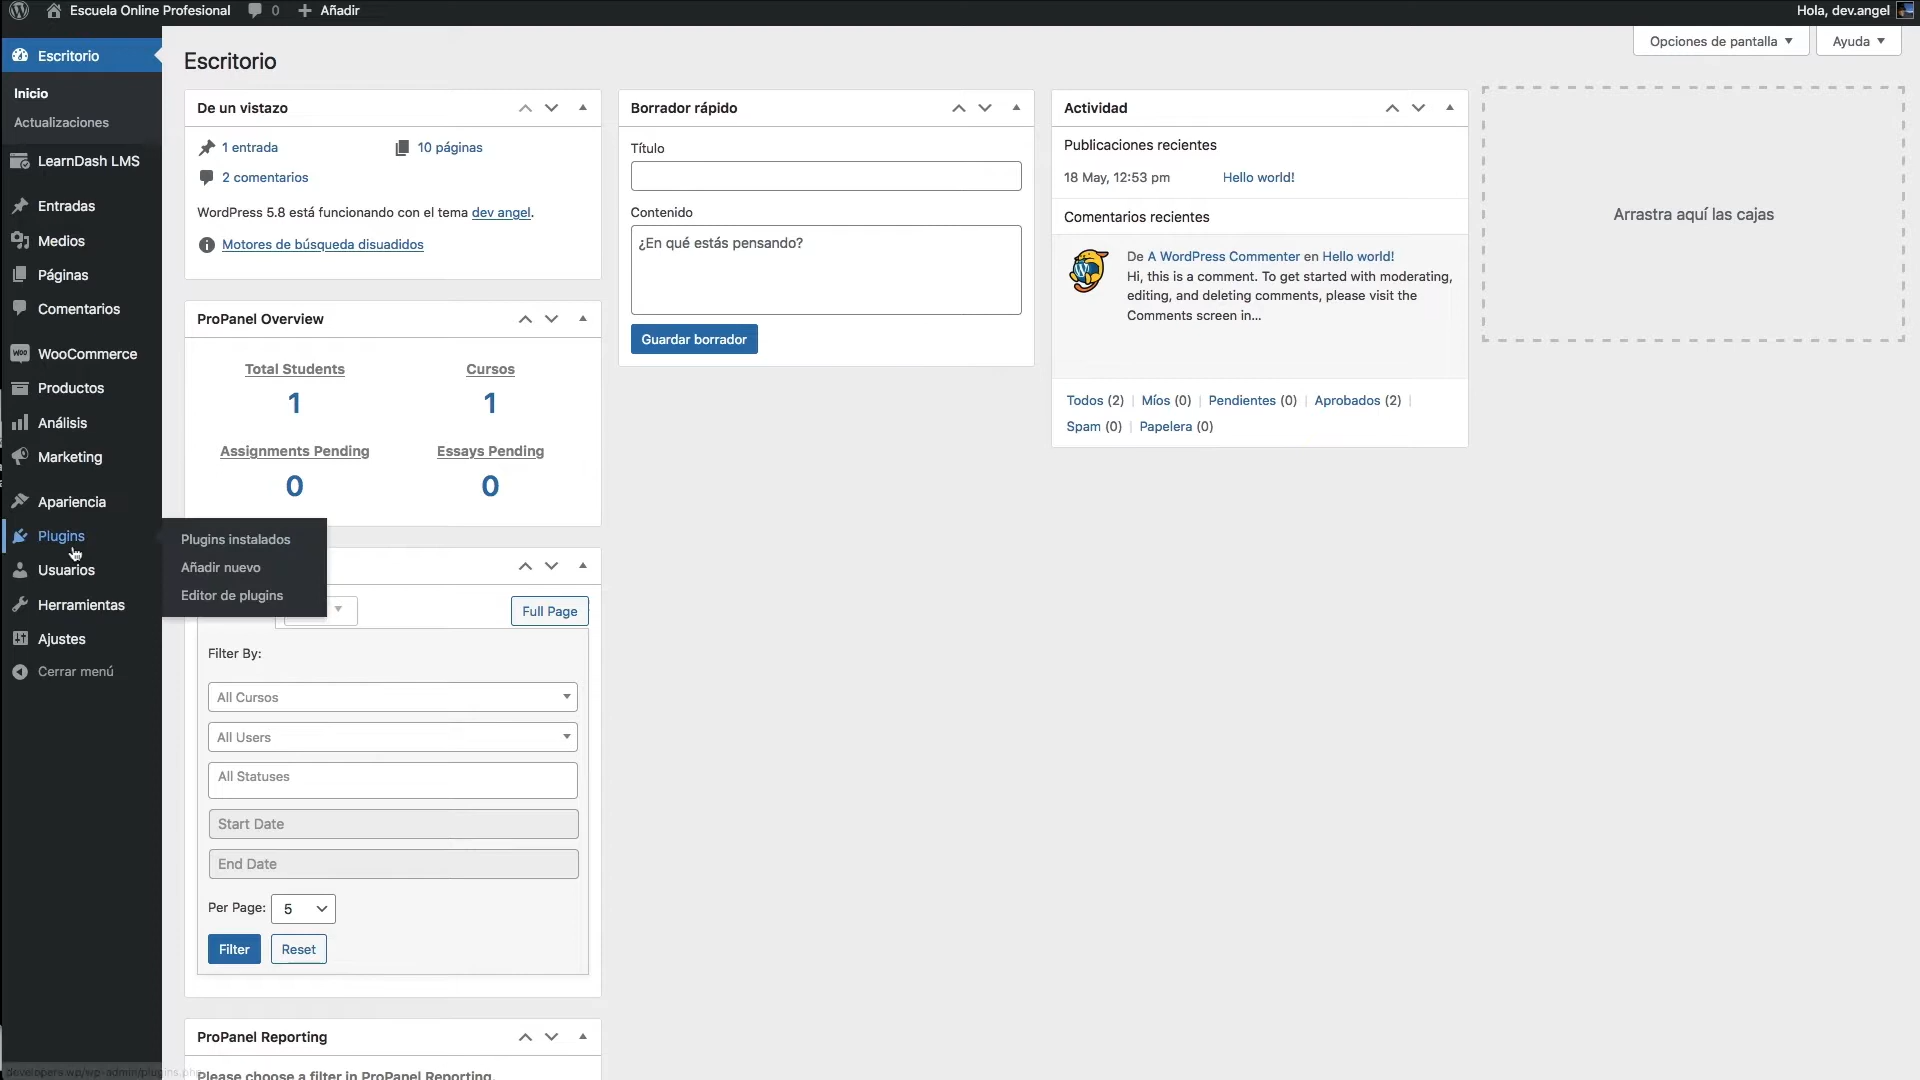 Escuela Online Profesional 0 + Añadir Hola, dev.angel
Opciones de pantalla Ayuda
Escritorio
Inicio
Actualizaciones
LearnDash LMS
Entradas
Medios
Páginas
Comentarios
WooCommerce
Productos
Análisis
Marketing
Apariencia
Plugins
Usuarios
Herramientas
Ajustes
Cerrar menú
Plugins instalados
Añadir nuevo
Editor de plugins
Escritorio
De un vistazo
1 entrada 10 páginas
2 comentarios
WordPress 5.8 está funcionando con el tema dev angel.
Motores de búsqueda disuadidos
ProPanel Overview
Total Students Cursos
1 1
Assignments Pending Essays Pending
0 0
Full Page
Filter By:
All Cursos
All Users
All Statuses
Start Date
End Date
Per Page: 5
Filter Reset
ProPanel Reporting
Please choose a filter in ProPanel Reporting.
Borrador rápido
Título
Contenido
¿En qué estás pensando?
Guardar borrador
Actividad
Publicaciones recientes
18 May, 12:53 pm Hello world!
Comentarios recientes
De A WordPress Commenter en Hello world!
Hi, this is a comment. To get started with moderating,
editing, and deleting comments, please visit the
Comments screen in...
Todos (2) | Míos (0) | Pendientes (0) | Aprobados (2) |
Spam (0) | Papelera (0)
Arrastra aquí las cajas